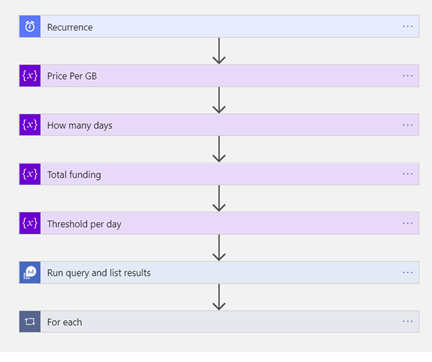 Recurrence
{x} Price Per GB
{x} How many days
{x} Total funding
{x} Threshold per day
Run query and list results
For each